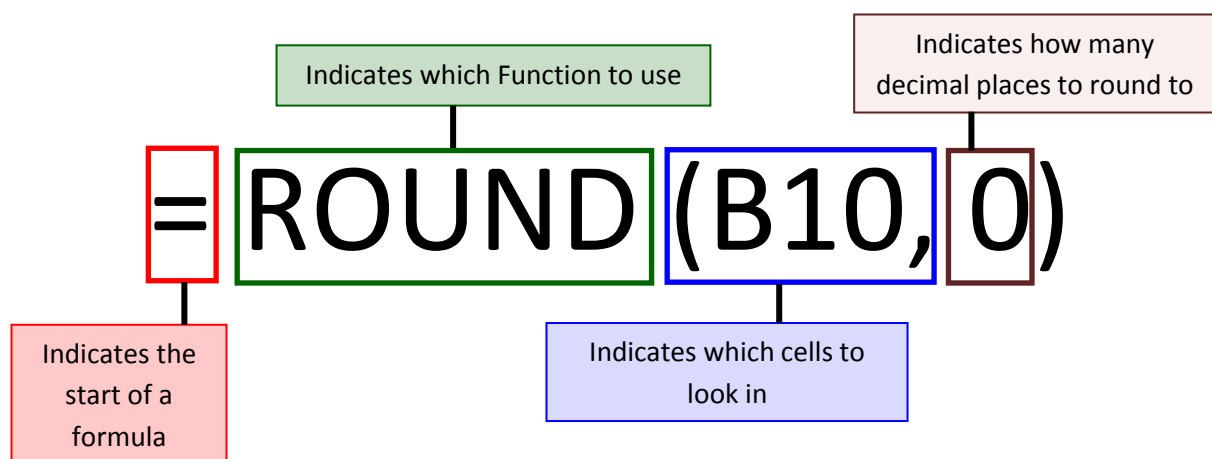 Indicates which Function to use
Indicates how many
decimal places to round to
=ROUND(B10, 0)
Indicates the
start of a
formula
Indicates which cells to
look in